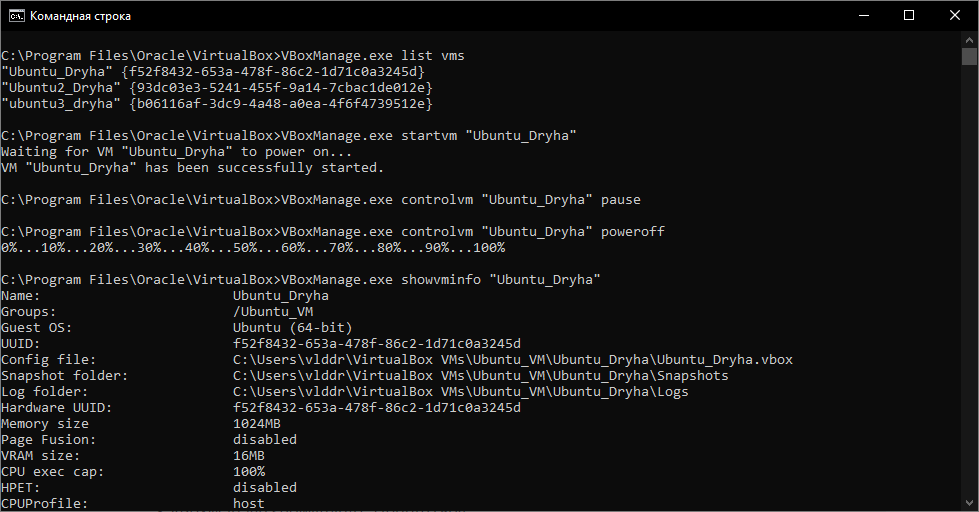 Командная строка
C:\Program Files\Oracle\VirtualBox>VBoxManage.exe list vms
"Ubuntu_Dryha" {f52f8432-653a-478f-86c2-1d71c0a3245d}
"Ubuntu2_Dryha" {93dc03e3-5241-455f-9a14-7cbac1de012e}
"ubuntu3_dryha" {b06116af-3dc9-4a48-a0ea-4f6f4739512e}
C:\Program Files\Oracle\VirtualBox>VBoxManage.exe startvm "Ubuntu_Dryha"
Waiting for VM "Ubuntu_Dryha" to power on...
VM "Ubuntu_Dryha" has been successfully started.
C:\Program Files\Oracle\VirtualBox>VBoxManage.exe controlvm "Ubuntu_Dryha" pause
C:\Program Files\Oracle\VirtualBox>VBoxManage.exe controlvm "Ubuntu_Dryha" poweroff
0%...10%...20%...30%...40%...50%...60%...70%...80%...90%...100%
C:\Program Files\Oracle\VirtualBox>VBoxManage.exe showvminfo "Ubuntu_Dryha"
Name: Ubuntu_Dryha
Groups: /Ubuntu_VM
Guest OS: Ubuntu (64-bit)
UUID: f52f8432-653a-478f-86c2-1d71c0a3245d
Config file: C:\Users\vlddr\VirtualBox VMs\Ubuntu_VM\Ubuntu_Dryha\Ubuntu_Dryha.vbox
Snapshot folder: C:\Users\vlddr\VirtualBox VMs\Ubuntu_VM\Ubuntu_Dryha\Snapshots
Log folder: C:\Users\vlddr\VirtualBox VMs\Ubuntu_VM\Ubuntu_Dryha\Logs
Hardware UUID: f52f8432-653a-478f-86c2-1d71c0a3245d
Memory size 1024MB
Page Fusion: disabled
VRAM size: 16MB
CPU exec cap: 100%
HPET: disabled
CPUProfile: host